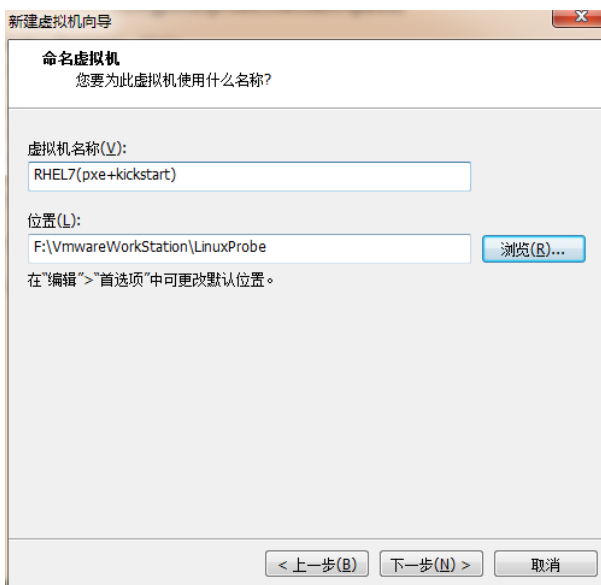 新建虚拟机向导
命名虚拟机
您要为此虚拟机使用什么名称?
虚拟机名称(V):
RHEL7(pxe+kickstart)
位置(L):
F:\VmwareWorkStation\LinuxProbe
浏览(R)...
在"编辑">"首选项"中可更改默认位置。
< 上一步(B)
下一步(N) >
取消